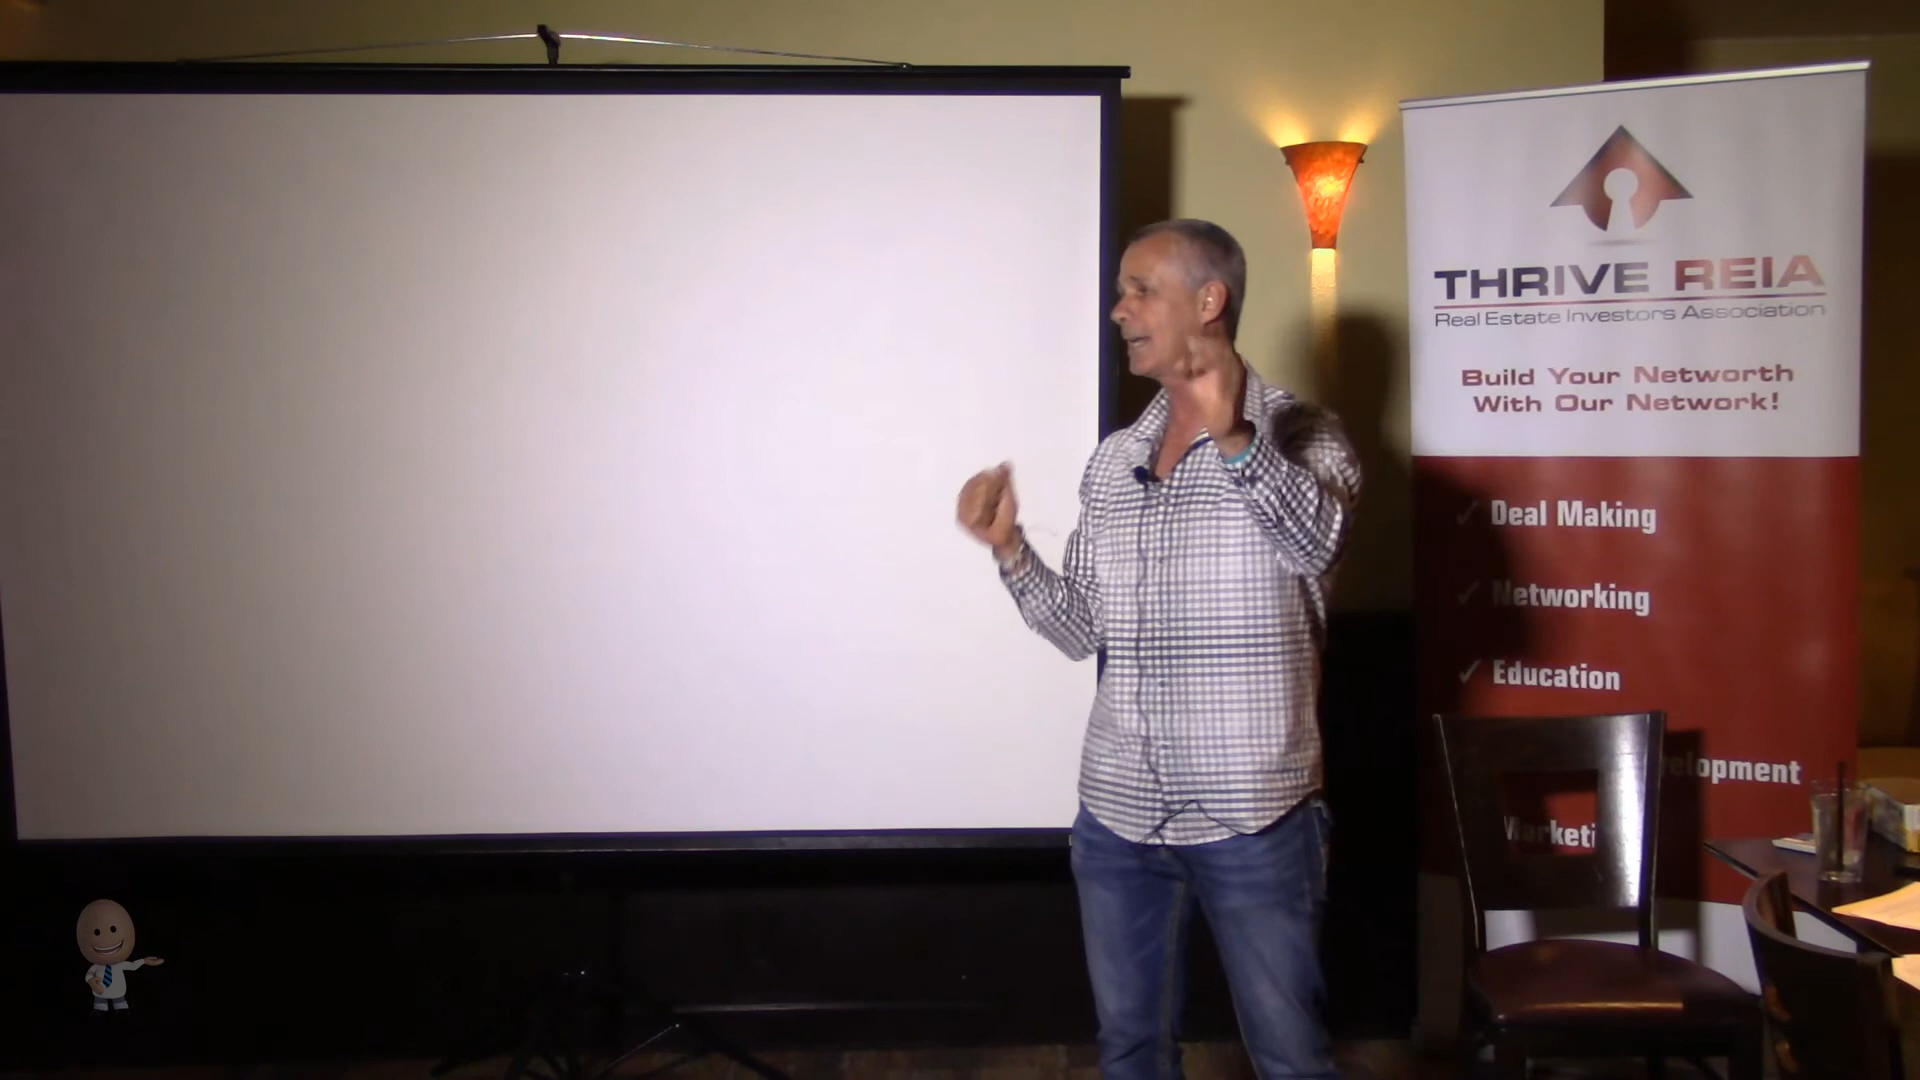 THRIVE REIA
Real Estate Investors Association
Build Your Networth
With Our Network!
✓ Deal Making
✓ Networking
✓ Education